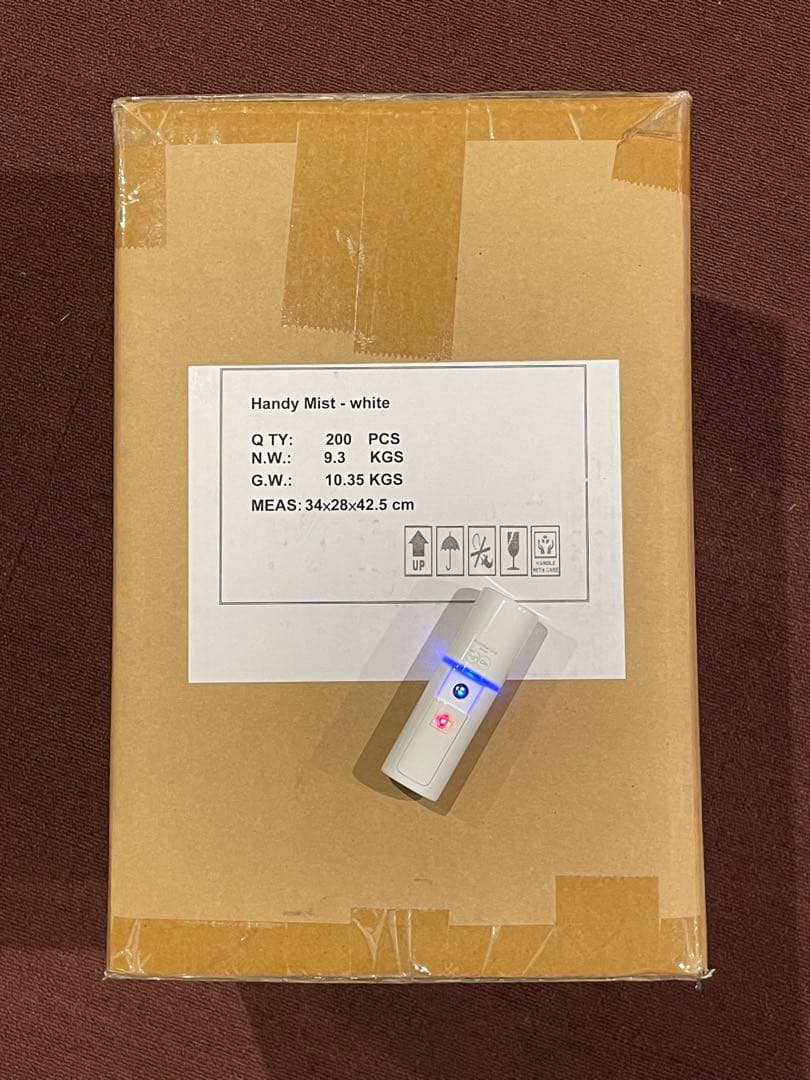 Handy Mist - white
Q TY: 200 PCS
N.W.: 9.3 KGS
G.W.: 10.35 KGS
MEAS: 34x28x42.5 cm
UP
HANDLE
WITH CARE